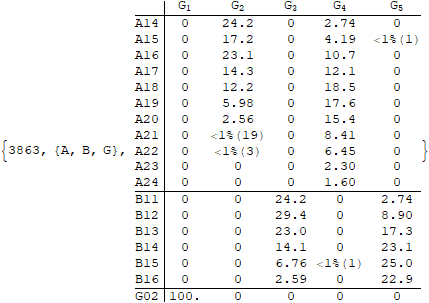 G₁ G₂ G₃ G₄ G₅
A14 0 24.2 0 2.74 0
A15 0 17.2 0 4.19 <1%(1)
A16 0 23.1 0 10.7 0
A17 0 14.3 0 12.1 0
A18 0 12.2 0 18.5 0
A19 0 5.98 0 17.6 0
A20 0 2.56 0 15.4 0
A21 0 <1%(19) 0 8.41 0
{3863, {A, B, G}, A22 0 <1%(3) 0 6.45 0 }
A23 0 0 0 2.30 0
A24 0 0 0 1.60 0
B11 0 0 24.2 0 2.74
B12 0 0 29.4 0 8.90
B13 0 0 23.0 0 17.3
B14 0 0 14.1 0 23.1
B15 0 0 6.76 <1%(1) 25.0
B16 0 0 2.59 0 22.9
G02 100. 0 0 0 0